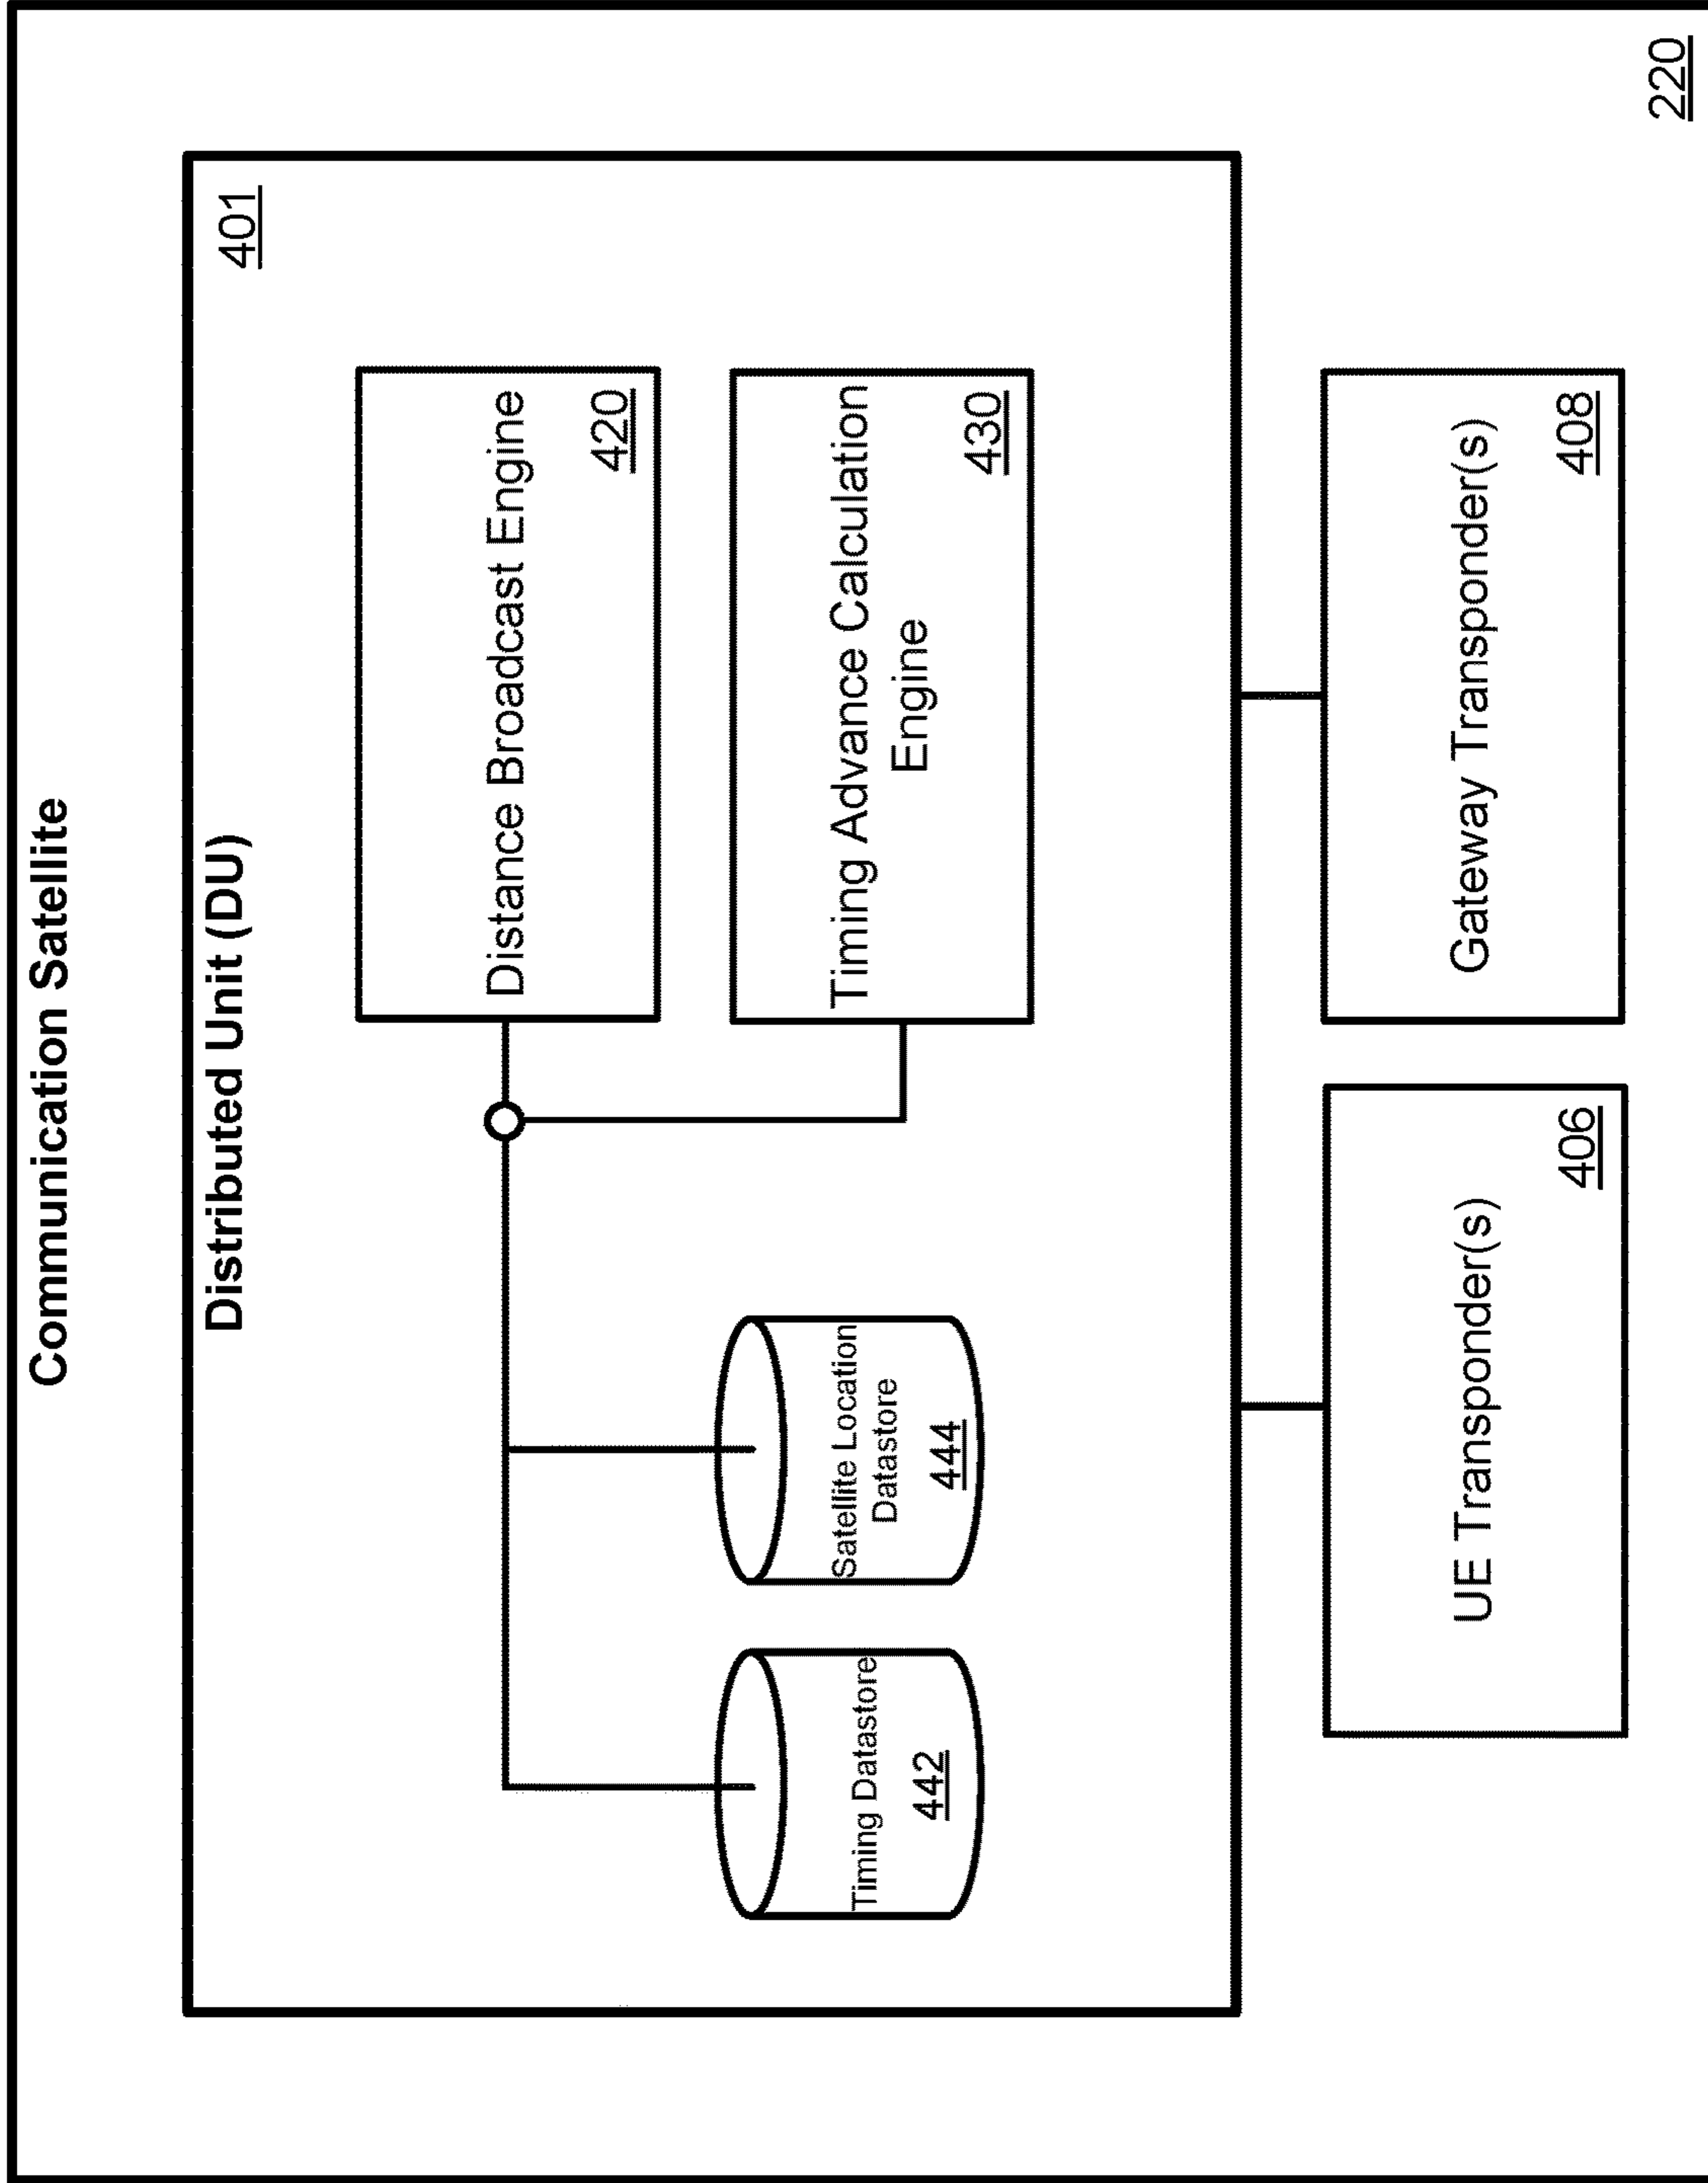 Communication Satellite
Distributed Unit (DU)
401
Distance Broadcast Engine
420
Timing Advance Calculation
Engine
430
Timing Datastore
442
Satellite Location
Datastore
444
UE Transponder(s)
406
Gateway Transponder(s)
408
220